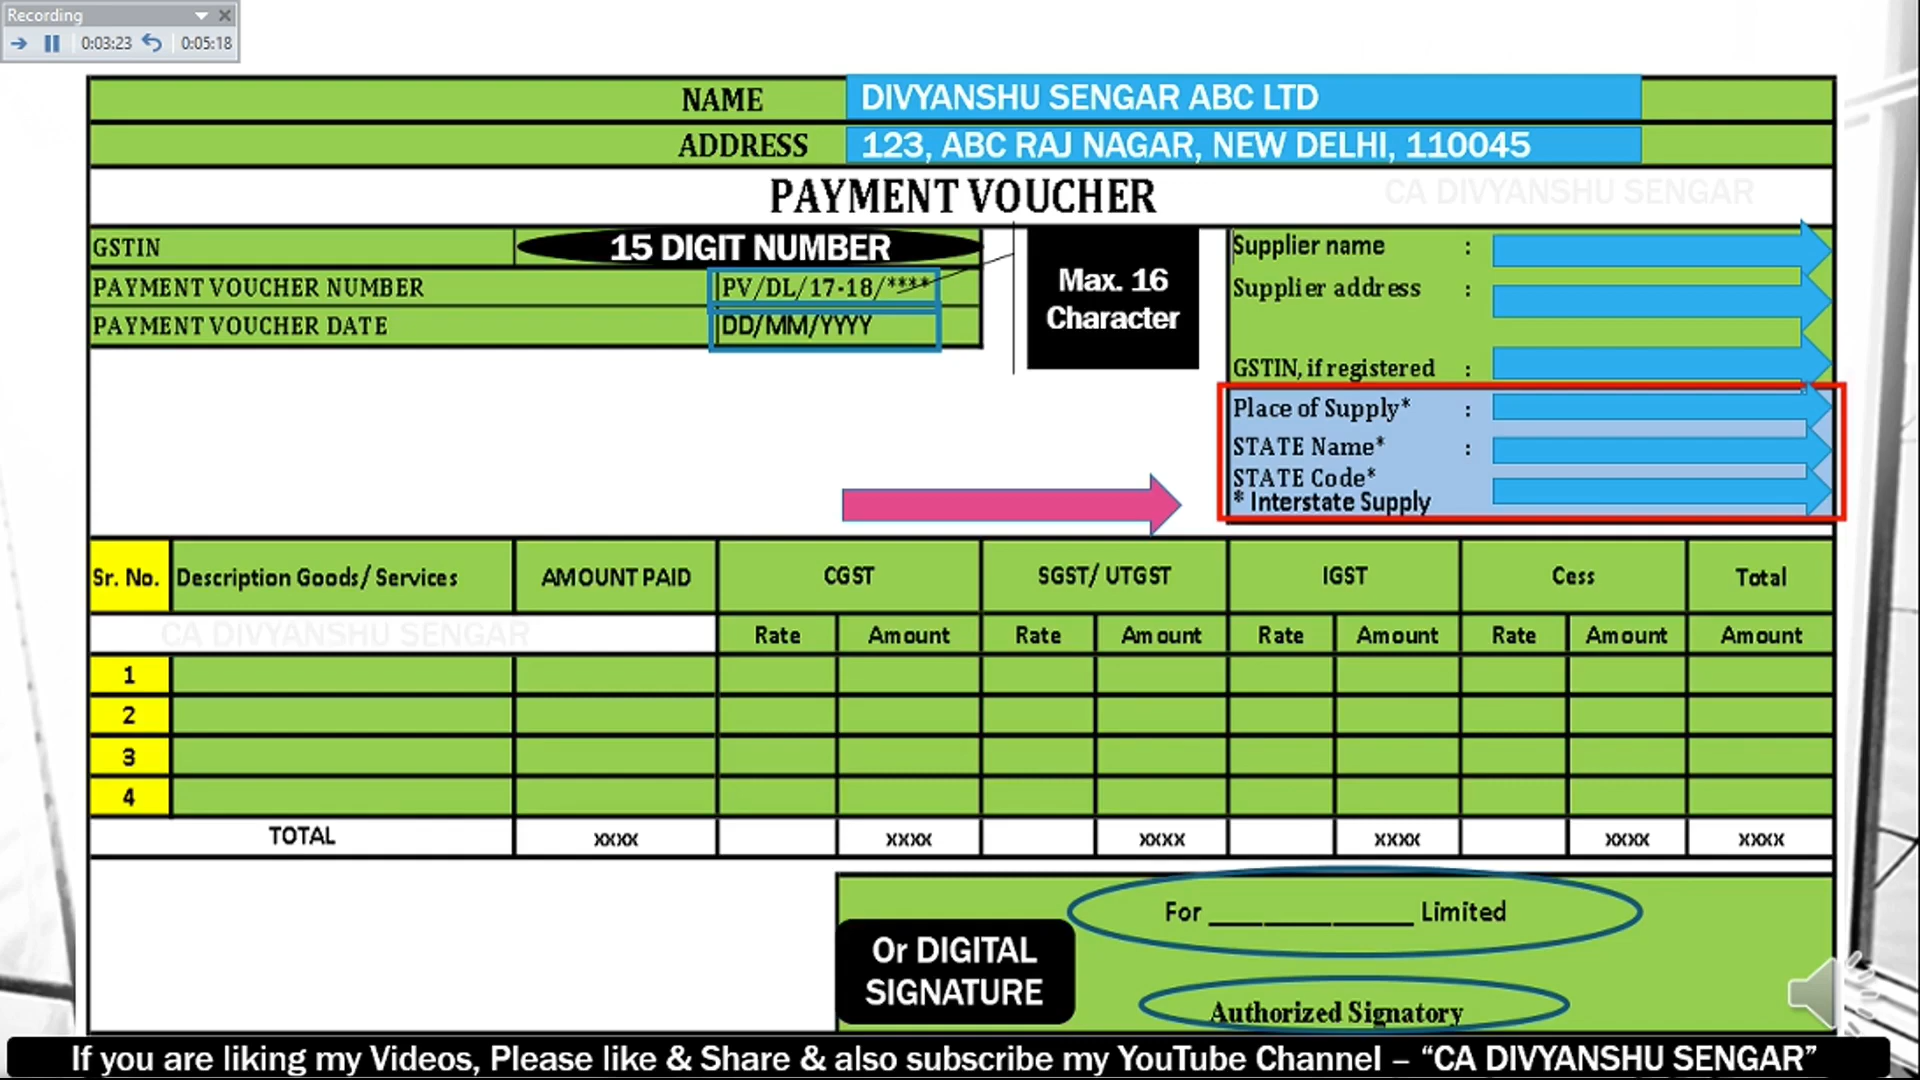 Recording
0:03:23 0:05:18
NAME DIVYANSHU SENGAR ABC LTD
ADDRESS 123, ABC RAJ NAGAR, NEW DELHI, 110045
PAYMENT VOUCHER CA DIVYANSHU SENGAR
GSTIN 15 DIGIT NUMBER
PAYMENT VOUCHER NUMBER PV/DL/17-18/****
PAYMENT VOUCHER DATE DD/MM/YYYY
Max. 16
Character
Supplier name :
Supplier address :
GSTIN, if registered :
Place of Supply* :
STATE Name* :
STATE Code*
* Interstate Supply
Sr. No. Description Goods/ Services AMOUNT PAID CGST SGST/ UTGST IGST Cess Total
CA DIVYANSHU SENGAR Rate Amount Rate Amount Rate Amount Rate Amount Amount
1
2
3
4
TOTAL xxxx xxxx xxxx xxxx xxxx xxxx
For ______________ Limited
Or DIGITAL
SIGNATURE
Authorized Signatory
If you are liking my Videos, Please like & Share & also subscribe my YouTube Channel – “CA DIVYANSHU SENGAR”